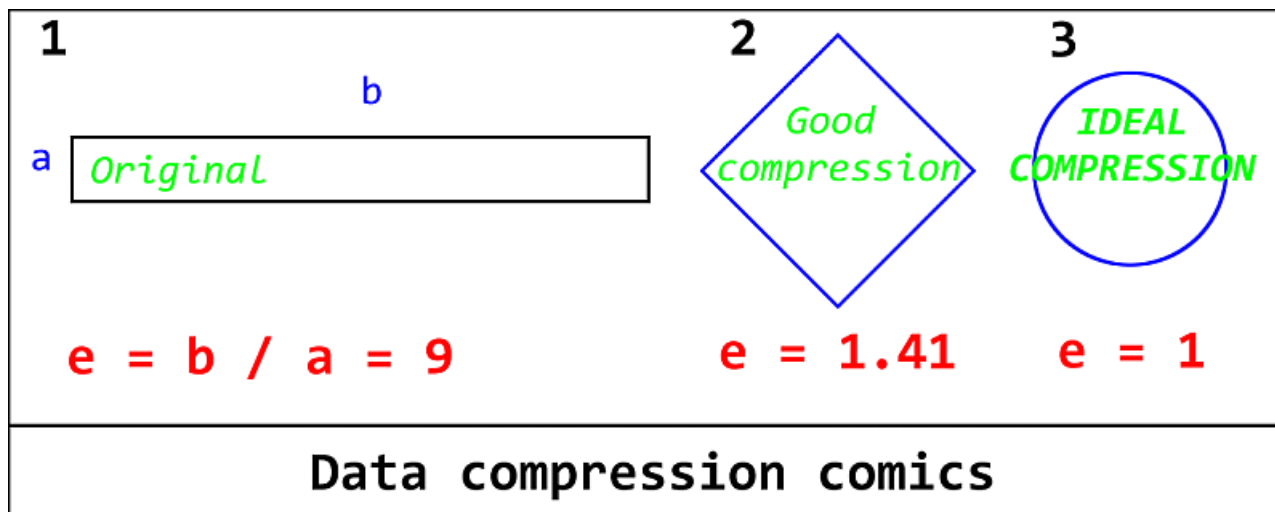 1
b
a
Original
e = b / a = 9
2
Good
compression
e = 1.41
3
IDEAL
COMPRESSION
e = 1
Data compression comics